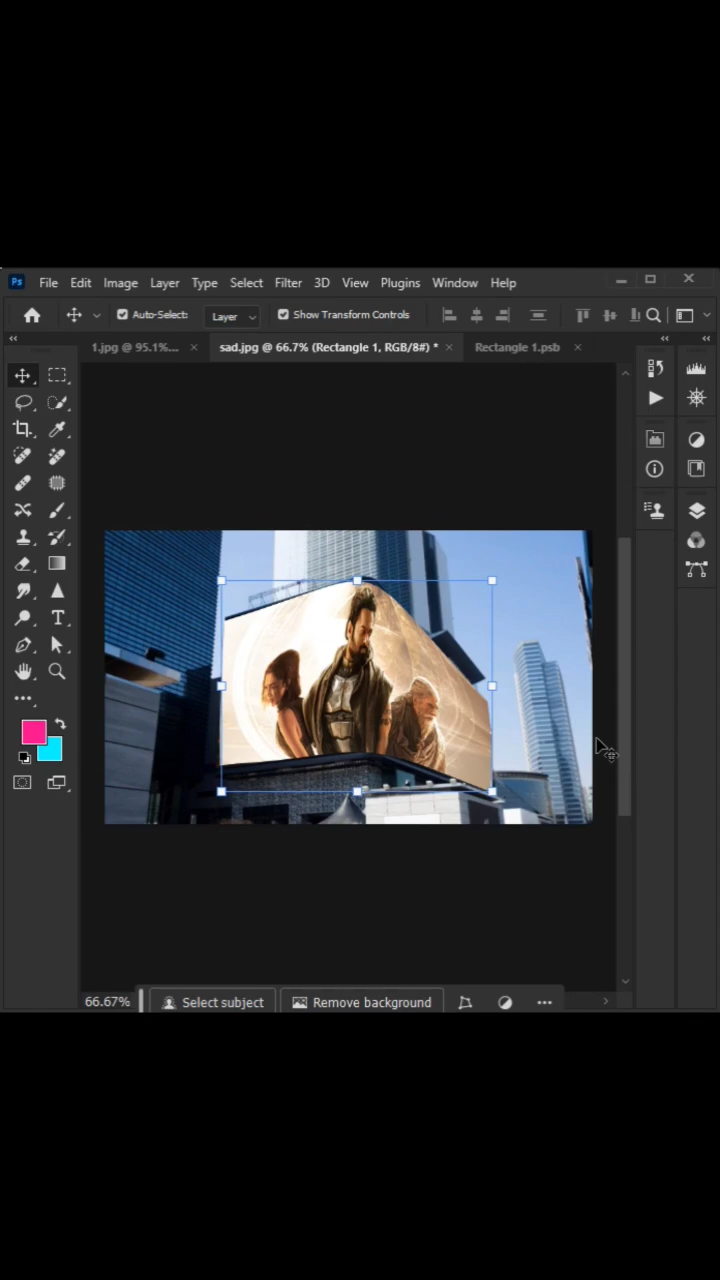 Ps File Edit Image Layer Type Select Filter 3D View Plugins Window Help
Auto-Select: Layer Show Transform Controls
1.jpg @ 95.1%... × sad.jpg @ 66.7% (Rectangle 1, RGB/8#) * × Rectangle 1.psb ×
66.67% Select subject Remove background